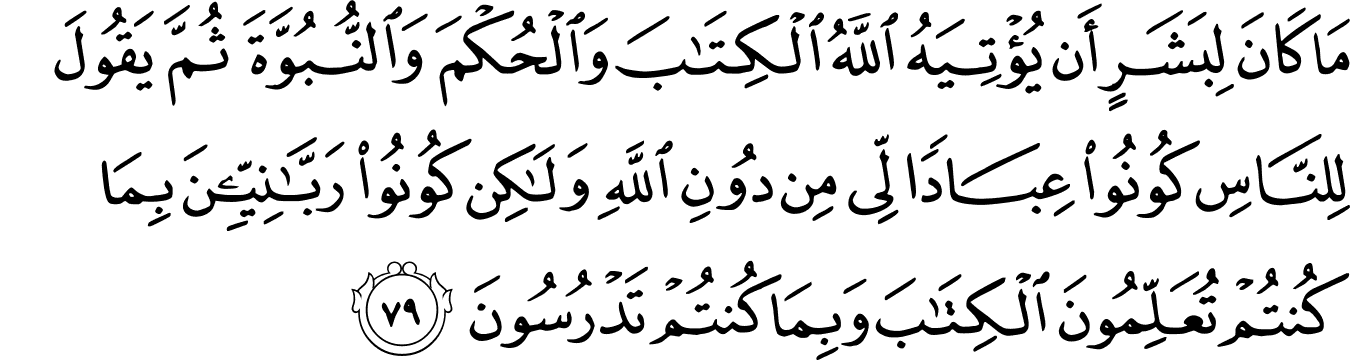 مَا كَانَ لِبَشَرٍ أَن يُؤْتِيَهُ ٱللَّهُ ٱلْكِتَٰبَ وَٱلْحُكْمَ وَٱلنُّبُوَّةَ ثُمَّ يَقُولَ
لِلنَّاسِ كُونُوا۟ عِبَادًا لِّى مِن دُونِ ٱللَّهِ وَلَٰكِن كُونُوا۟ رَبَّٰنِيِّۦنَ بِمَا
كُنتُمْ تُعَلِّمُونَ ٱلْكِتَٰبَ وَبِمَا كُنتُمْ تَدْرُسُونَ ٧٩